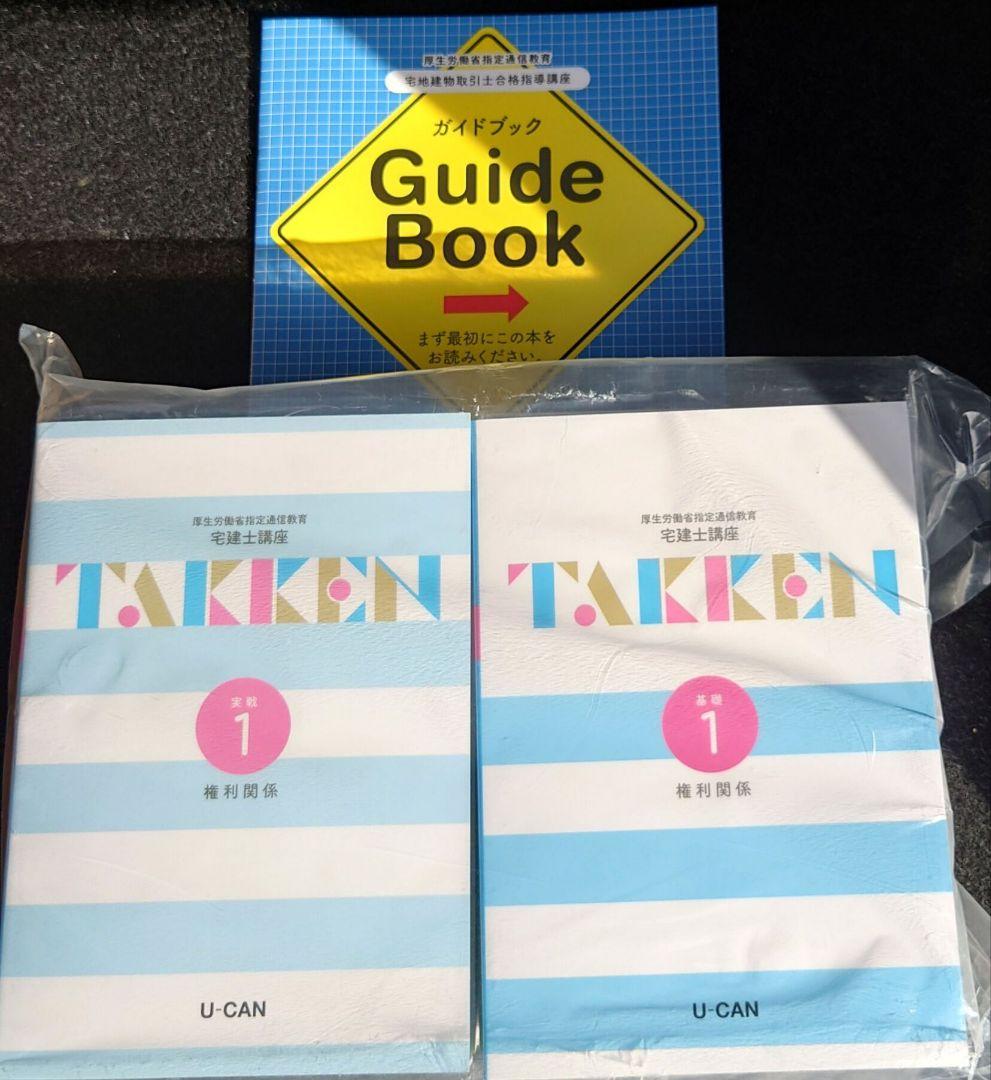 厚生労働省指定通信教育
宅地建物取引士合格指導講座
ガイドブック
Guide
Book
まず最初にこの本を
お読みください。
厚生労働省指定通信教育
宅建士講座
TAKKEN
実戦
1
権利関係
U-CAN
厚生労働省指定通信教育
宅建士講座
TAKKEN
基礎
1
権利関係
U-CAN